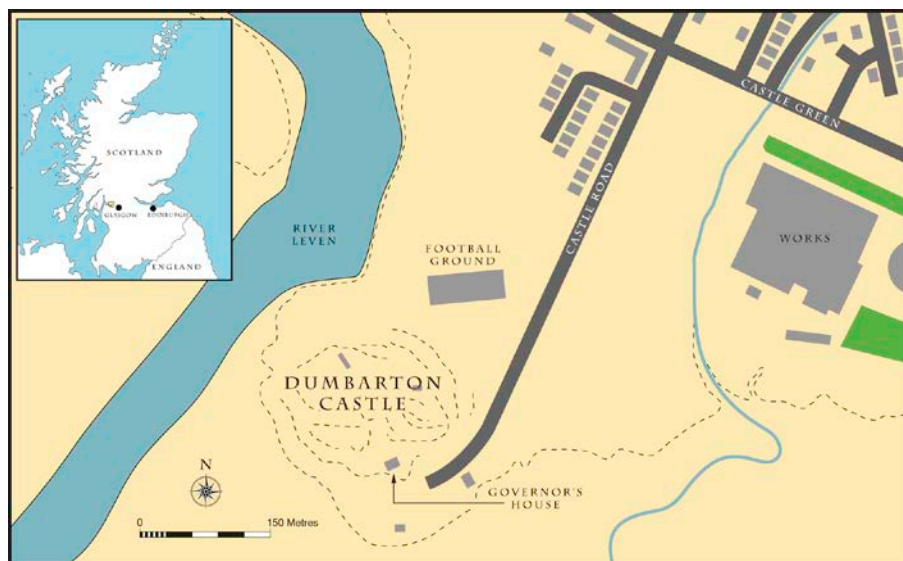 SCOTLAND
GLASGOW
EDINBURGH
ENGLAND
RIVER
LEVEN
FOOTBALL
GROUND
CASTLE ROAD
CASTLE GREEN
WORKS
DUMBARTON
CASTLE
N
GOVERNOR'S
HOUSE
0
150 Metres